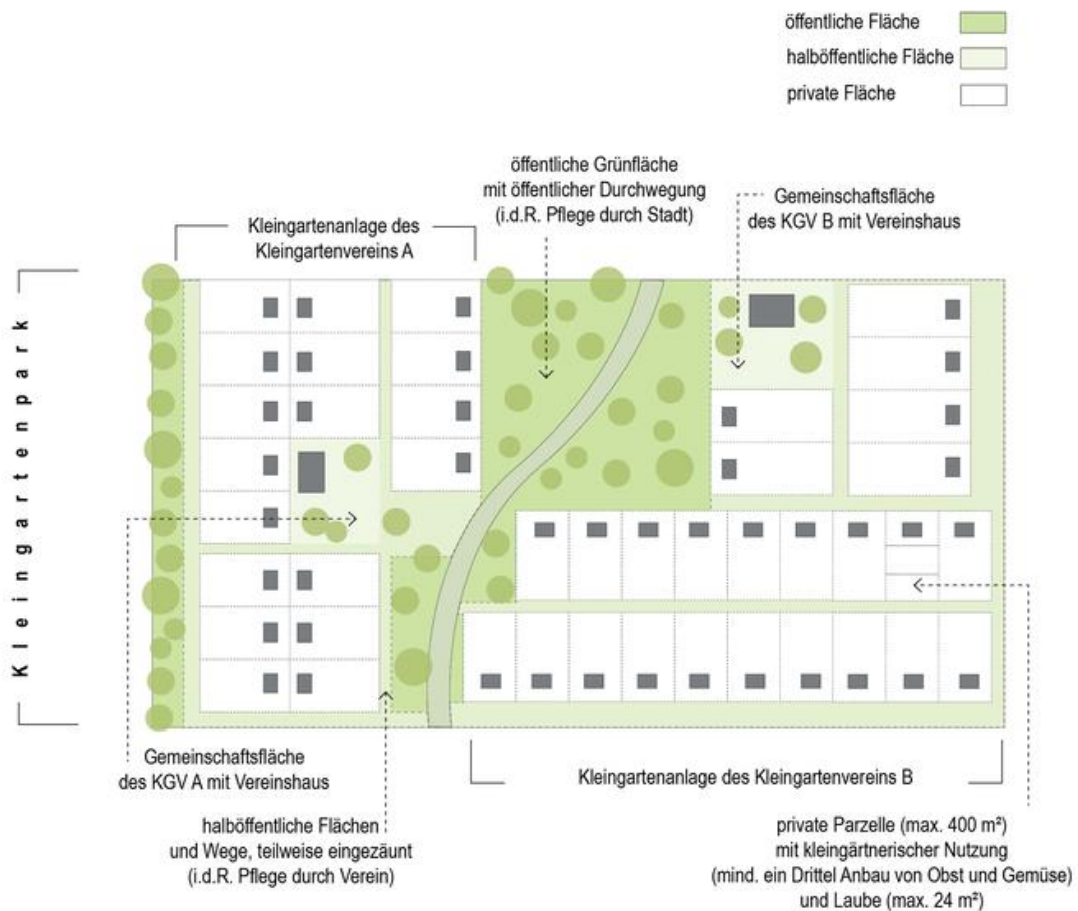 öffentliche Fläche
halböffentliche Fläche
private Fläche
öffentliche Grünfläche
mit öffentlicher Durchwegung
(i.d.R. Pflege durch Stadt)
Gemeinschaftsfläche
des KGV B mit Vereinshaus
Kleingartenanlage des
Kleingartenvereins A
Kleingartenpark
Gemeinschaftsfläche
des KGV A mit Vereinshaus
Kleingartenanlage des Kleingartenvereins B
halböffentliche Flächen
und Wege, teilweise eingezäunt
(i.d.R. Pflege durch Verein)
private Parzelle (max. 400 m²)
mit kleingärtnerischer Nutzung
(mind. ein Drittel Anbau von Obst und Gemüse)
und Laube (max. 24 m²)